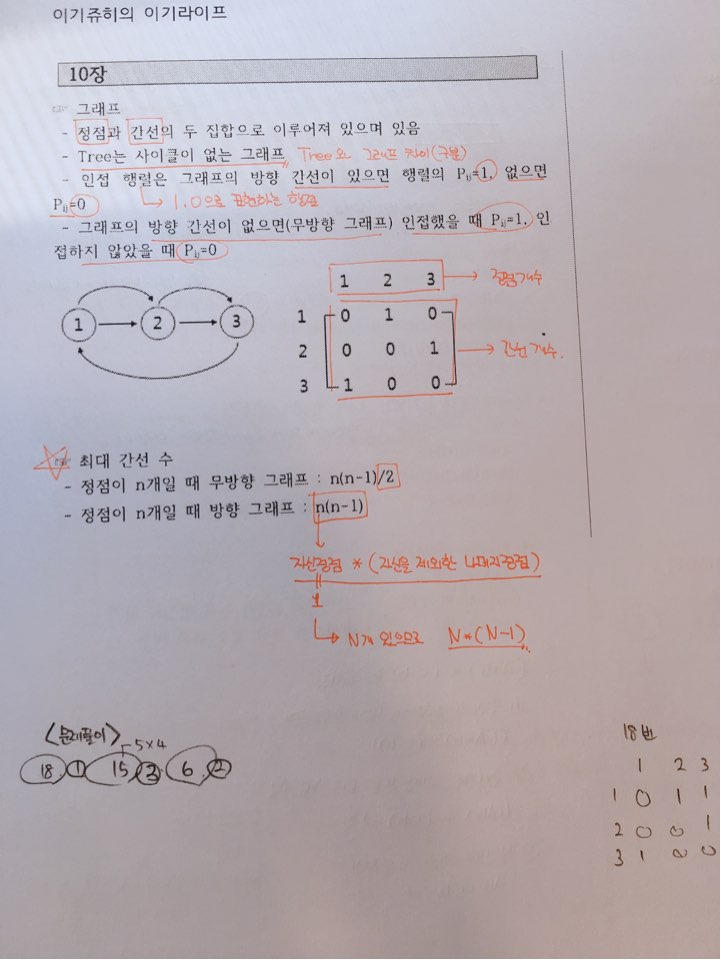 이기쥬히의 이기라이프
10장
그래프
- 정점과 간선의 두 집합으로 이루어져 있으며 있음
- Tree는 사이클이 없는 그래프 Tree와 그래프 차이(구분)
- 인접 행렬은 그래프의 방향 간선이 있으면 행렬의 Pij=1, 없으면
Pij=0 1,0으로 표현하는 행렬
- 그래프의 방향 간선이 없으면(무방향 그래프) 인접했을 때 Pij=1, 인
접하지 않았을 때 Pij=0
1 2 3
1 2 3 정점개수
1 0 1 0
2 0 0 1 간선개수.
3 1 0 0
최대 간선 수
- 정점이 n개일 때 무방향 그래프 : n(n-1)/2
- 정점이 n개일 때 방향 그래프 : n(n-1)
자신정점 * (자신을 제외한 나머지정점)
1
N개 있으므로 N*(N-1)
<문제풀이>
5x4
18 ① 15 ③ 6 ②
18번
1 2 3
1 0 1 1
2 0 0 1
3 1 0 0